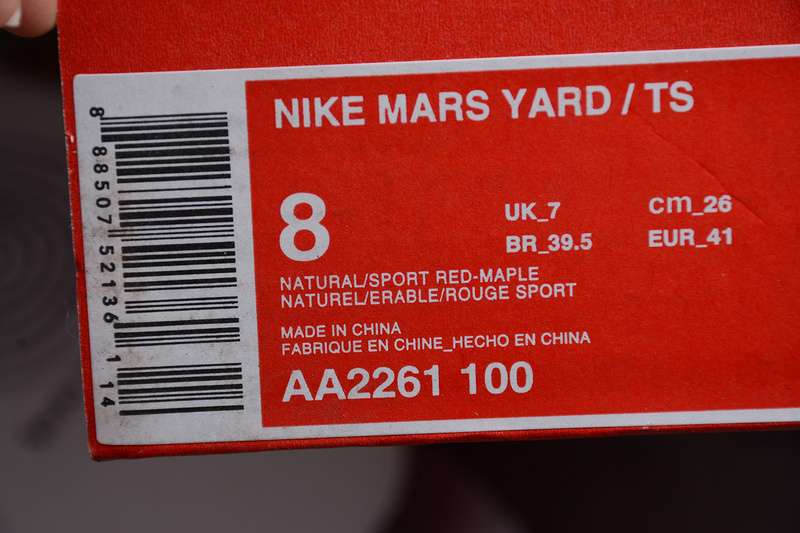 NIKE MARS YARD / TS
8
UK_7
cm_26
BR_39.5
EUR_41
NATURAL/SPORT RED-MAPLE
NATUREL/ERABLE/ROUGE SPORT
MADE IN CHINA
FABRIQUE EN CHINE_HECHO EN CHINA
AA2261 100
8 88507 52136 1 14